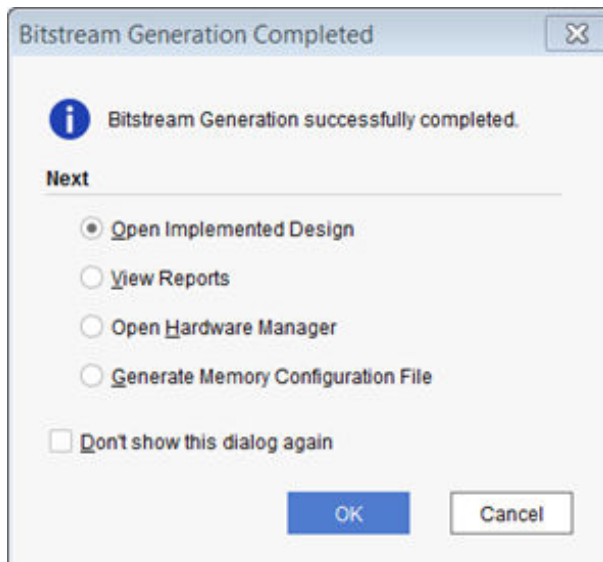 Bitstream Generation Completed
Bitstream Generation successfully completed.
Next
Open Implemented Design
View Reports
Open Hardware Manager
Generate Memory Configuration File
Don't show this dialog again
OK
Cancel